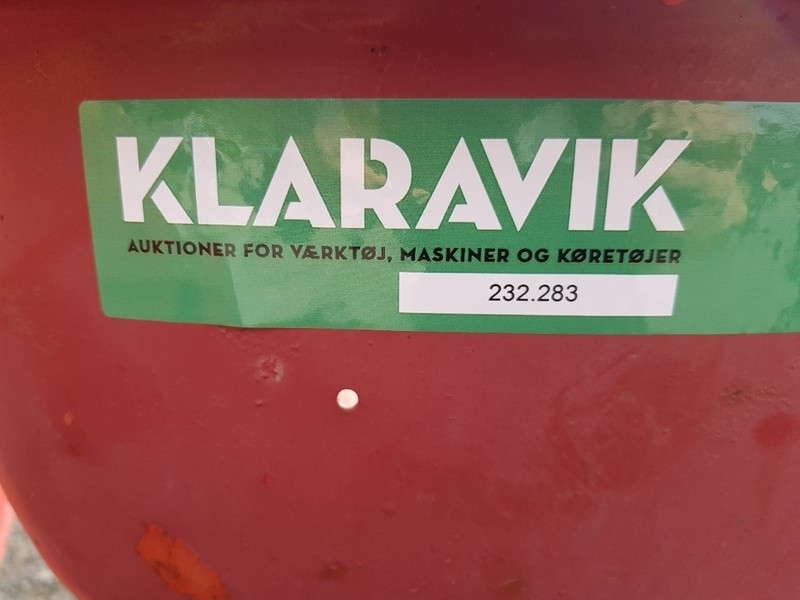 KLARAVIK
AUKTIONER FOR VÆRKTØJ, MASKINER OG KØRETØJER
232.283